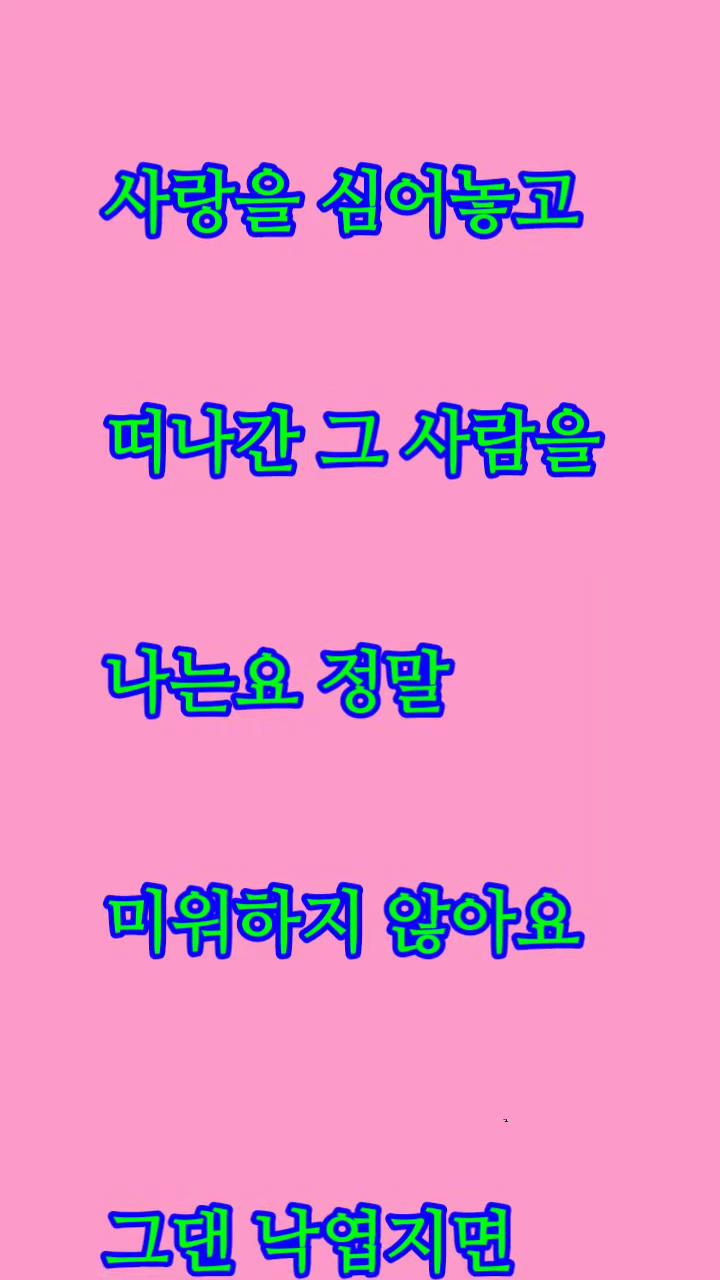 사랑을 심어놓고
떠나간 그 사람을
나는요 정말
미워하지 않아요
그댄 낙엽지면